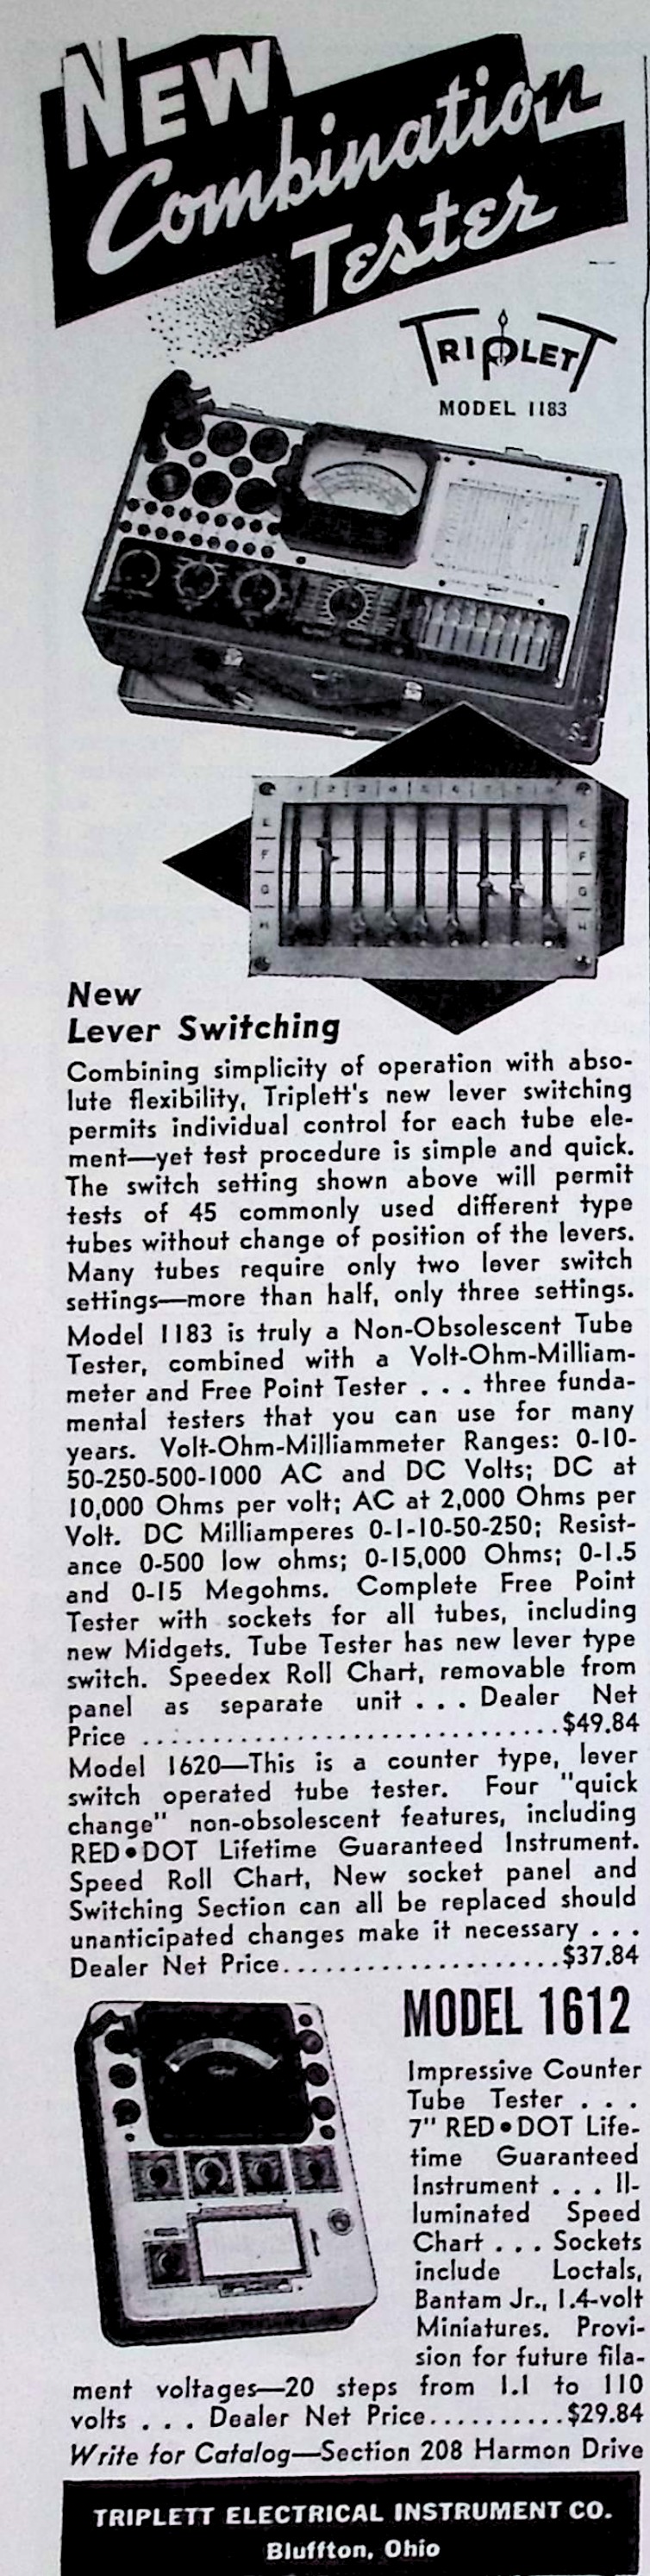 NEW
Combination
TESTER
TRIPLETT
MODEL 1183
1 2 3 4 5 6 7 8
E E
F F
G G
H H
New
Lever Switching
Combining simplicity of operation with abso-
lute flexibility, Triplett's new lever switching
permits individual control for each tube ele-
ment—yet test procedure is simple and quick.
The switch setting shown above will permit
tests of 45 commonly used different type
tubes without change of position of the levers.
Many tubes require only two lever switch
settings—more than half, only three settings.
Model 1183 is truly a Non-Obsolescent Tube
Tester, combined with a Volt-Ohm-Milliam-
meter and Free Point Tester . . . three funda-
mental testers that you can use for many
years. Volt-Ohm-Milliammeter Ranges: 0-10-
50-250-500-1000 AC and DC Volts; DC at
10,000 Ohms per volt; AC at 2,000 Ohms per
Volt. DC Milliamperes 0-1-10-50-250; Resist-
ance 0-500 low ohms; 0-15,000 Ohms; 0-1.5
and 0-15 Megohms. Complete Free Point
Tester with sockets for all tubes, including
new Midgets. Tube Tester has new lever type
switch. Speedex Roll Chart, removable from
panel as separate unit . . . Dealer Net
Price ..............................$49.84
Model 1620—This is a counter type, lever
switch operated tube tester. Four "quick
change" non-obsolescent features, including
RED•DOT Lifetime Guaranteed Instrument.
Speed Roll Chart, New socket panel and
Switching Section can all be replaced should
unanticipated changes make it necessary . . .
Dealer Net Price....................$37.84
MODEL 1612
Impressive Counter
Tube Tester . . .
7" RED•DOT Life-
time Guaranteed
Instrument . . . Il-
luminated Speed
Chart . . . Sockets
include Loctals,
Bantam Jr., 1.4-volt
Miniatures. Provi-
sion for future fila-
ment voltages—20 steps from 1.1 to 110
volts . . . Dealer Net Price..........$29.84
Write for Catalog—Section 208 Harmon Drive
TRIPLETT ELECTRICAL INSTRUMENT CO.
Bluffton, Ohio